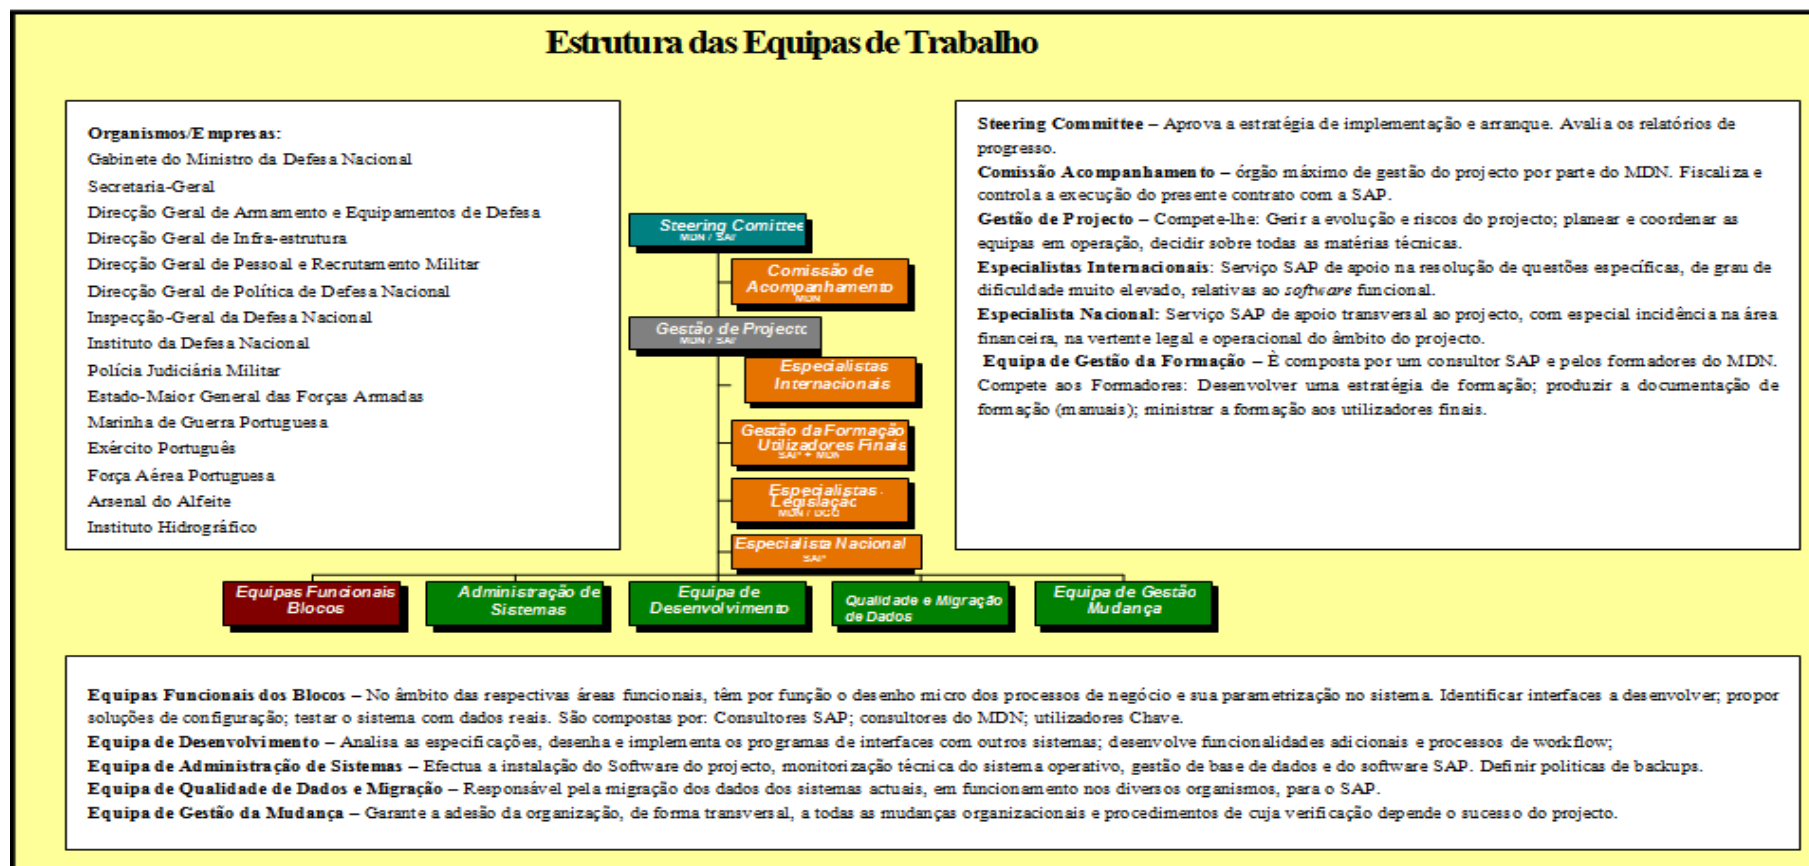 Estrutura das Equipas de Trabalho
Organismos/Empresas:
Gabinete do Ministro da Defesa Nacional
Secretaria-Geral
Direcção Geral de Armamento e Equipamentos de Defesa
Direcção Geral de Infra-estrutura
Direcção Geral de Pessoal e Recrutamento Militar
Direcção Geral de Política de Defesa Nacional
Inspecção-Geral da Defesa Nacional
Instituto da Defesa Nacional
Polícia Judiciária Militar
Estado-Maior General das Forças Armadas
Marinha de Guerra Portuguesa
Exército Português
Força Aérea Portuguesa
Arsenal do Alfeite
Instituto Hidrográfico
Steering Comittee
MDN / SAP
Comissão de
Acompanhamento
MDN
Gestão de Projecto
MDN / SAP
Especialistas
Internacionais
Gestão da Formação
Utilizadores Finais
SAP + MDN
Especialistas
Legislação
MDN /
Especialista Nacional
SAP
Equipas Funcionais
Blocos
Administração de
Sistemas
Equipa de
Desenvolvimento
Qualidade e Migração
de Dados
Equipa de Gestão
Mudança
Steering Committee – Aprova a estratégia de implementação e arranque. Avalia os relatórios de
progresso.
Comissão Acompanhamento – órgão máximo de gestão do projecto por parte do MDN. Fiscaliza e
controla a execução do presente contrato com a SAP.
Gestão de Projecto – Compete-lhe: Gerir a evolução e riscos do projecto; planear e coordenar as
equipas em operação, decidir sobre todas as matérias técnicas.
Especialistas Internacionais: Serviço SAP de apoio na resolução de questões específicas, de grau de
dificuldade muito elevado, relativas ao software funcional.
Especialista Nacional: Serviço SAP de apoio transversal ao projecto, com especial incidência na área
financeira, na vertente legal e operacional do âmbito do projecto.
Equipa de Gestão da Formação – È composta por um consultor SAP e pelos formadores do MDN.
Compete aos Formadores: Desenvolver uma estratégia de formação; produzir a documentação de
formação (manuais); ministrar a formação aos utilizadores finais.
Equipas Funcionais dos Blocos – No âmbito das respectivas áreas funcionais, têm por função o desenho micro dos processos de negócio e sua parametrização no sistema. Identificar interfaces a desenvolver; propor
soluções de configuração; testar o sistema com dados reais. São compostas por: Consultores SAP; consultores do MDN; utilizadores Chave.
Equipa de Desenvolvimento – Analisa as especificações, desenha e implementa os programas de interfaces com outros sistemas; desenvolve funcionalidades adicionais e processos de workflow;
Equipa de Administração de Sistemas – Efectua a instalação do Software do projecto, monitorização técnica do sistema operativo, gestão de base de dados e do software SAP. Definir politicas de backups.
Equipa de Qualidade de Dados e Migração – Responsável pela migração dos dados dos sistemas actuais, em funcionamento nos diversos organismos, para o SAP.
Equipa de Gestão da Mudança – Garante a adesão da organização, de forma transversal, a todas as mudanças organizacionais e procedimentos de cuja verificação depende o sucesso do projecto.